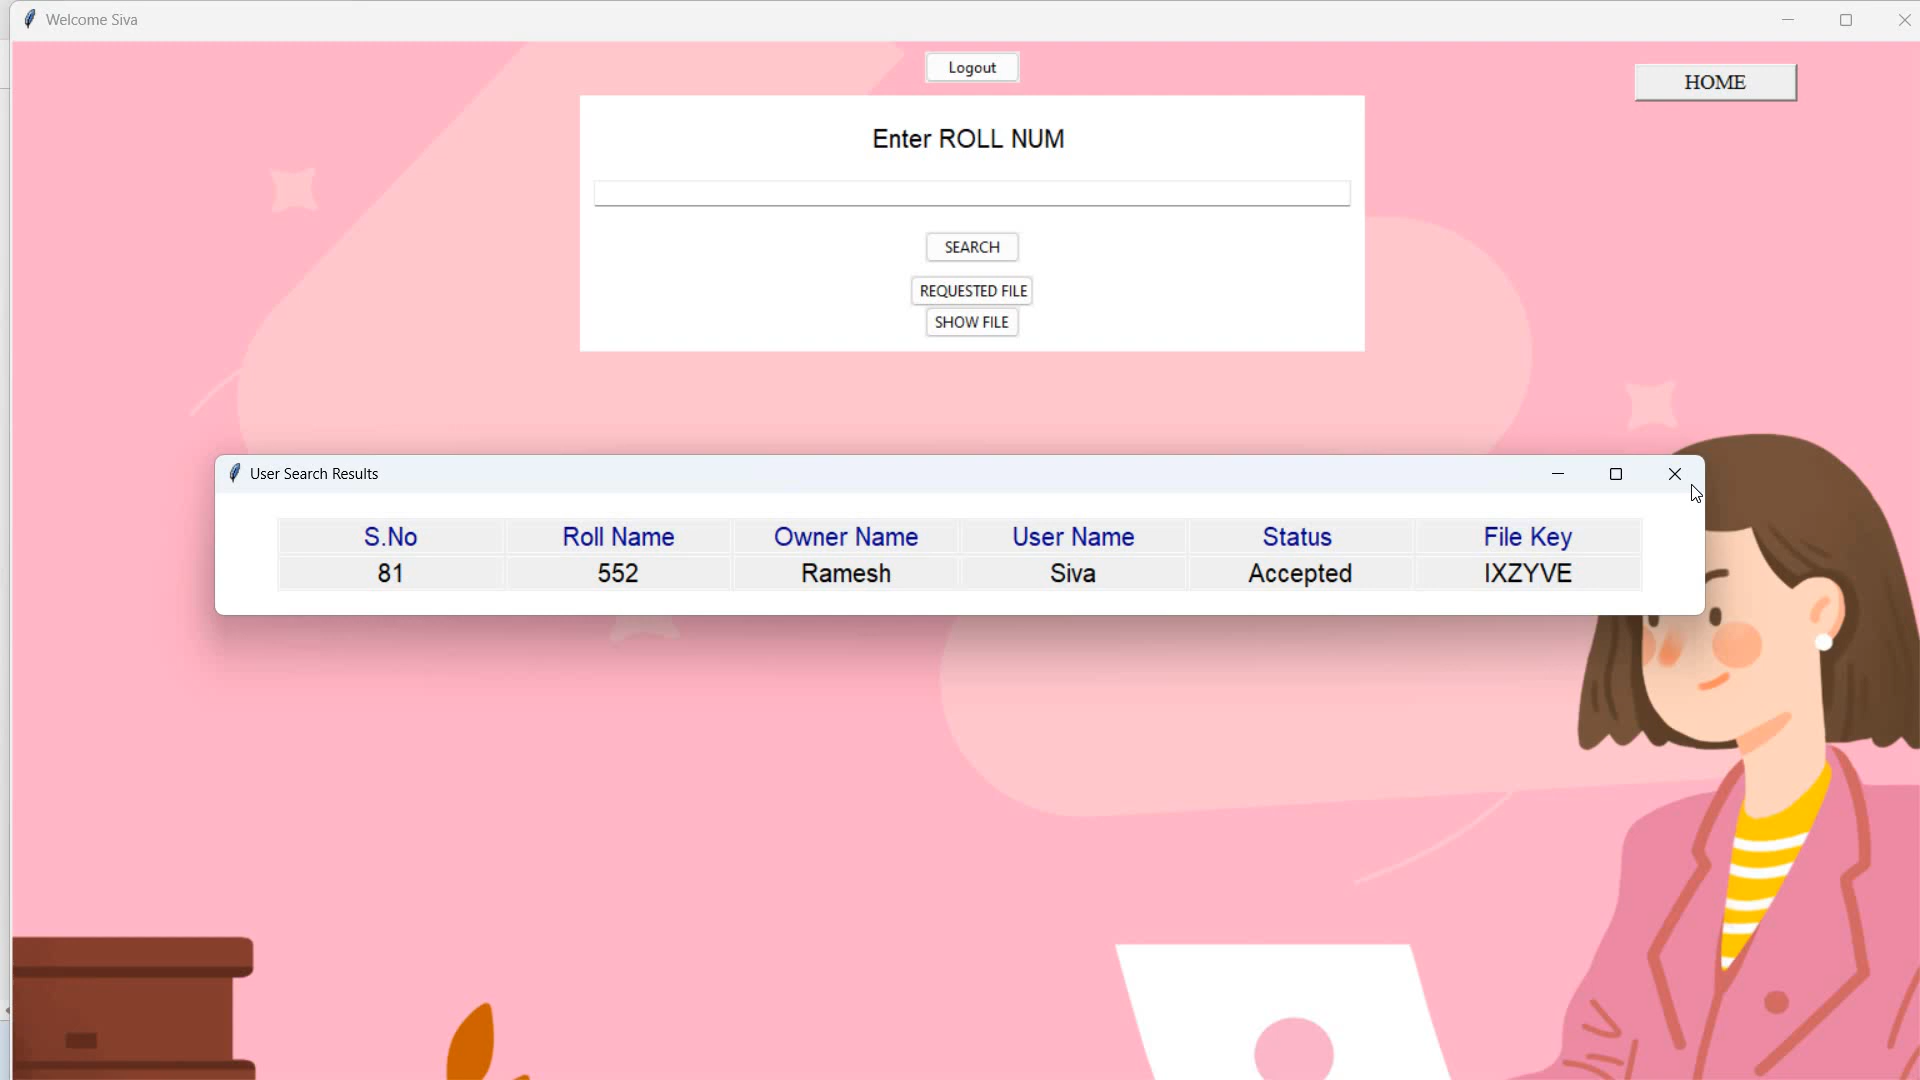 Welcome Siva
Logout
HOME
Enter ROLL NUM
SEARCH
REQUESTED FILE
SHOW FILE
User Search Results
S.No Roll Name Owner Name User Name Status File Key
81 552 Ramesh Siva Accepted IXZYVE